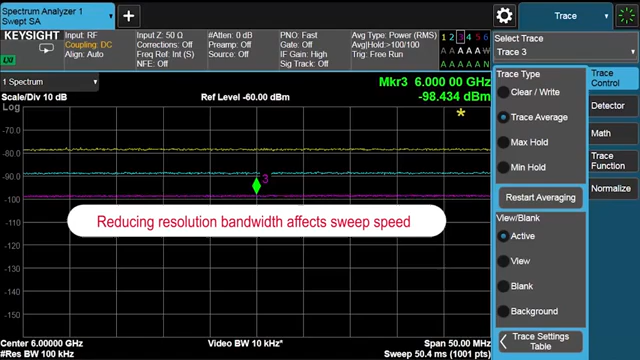 Spectrum Analyzer 1
Swept SA
Trace
KEYSIGHT
Input: RF
Coupling: DC
Align: Auto
Input Z: 50 Ω
Corrections: Off
Freq Ref: Int (S)
NFE: Off
#Atten: 0 dB
Preamp: Off
Source: Off
PNO: Fast
Gate: Off
IF Gain: High
Sig Track: Off
Avg Type: Power (RMS)
Avg|Hold:>100/100
Trig: Free Run
1 2 3 4 5 6
LXI
Select Trace
Trace 3
1 Spectrum
Scale/Div 10 dB
Ref Level -60.00 dBm
Mkr3 6.000 00 GHz
-98.434 dBm
Log
-70.0
-80.0
-90.0
-100
-110
-120
-130
-140
-150
3
Reducing resolution bandwidth affects sweep speed
Center 6.00000 GHz
#Res BW 100 kHz
Video BW 10 kHz*
Span 50.00 MHz
Sweep 50.4 ms (1001 pts)
Trace Type
Clear / Write
Trace Average
Max Hold
Min Hold
Restart Averaging
View/Blank
Active
View
Blank
Background
Trace Settings
Table
Trace
Control
Detector
Math
Trace
Function
Normalize